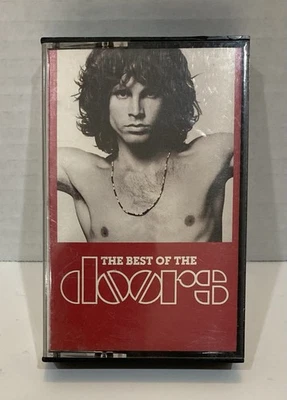 THE BEST OF THE
doors